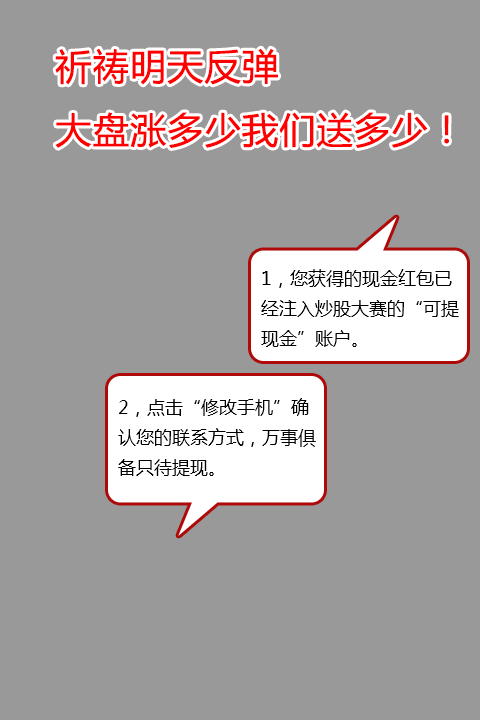 祈祷明天反弹
大盘涨多少我们送多少！
1，您获得的现金红包已
经注入炒股大赛的“可提
现金”账户。
2，点击“修改手机”确
认您的联系方式，万事俱
备只待提现。